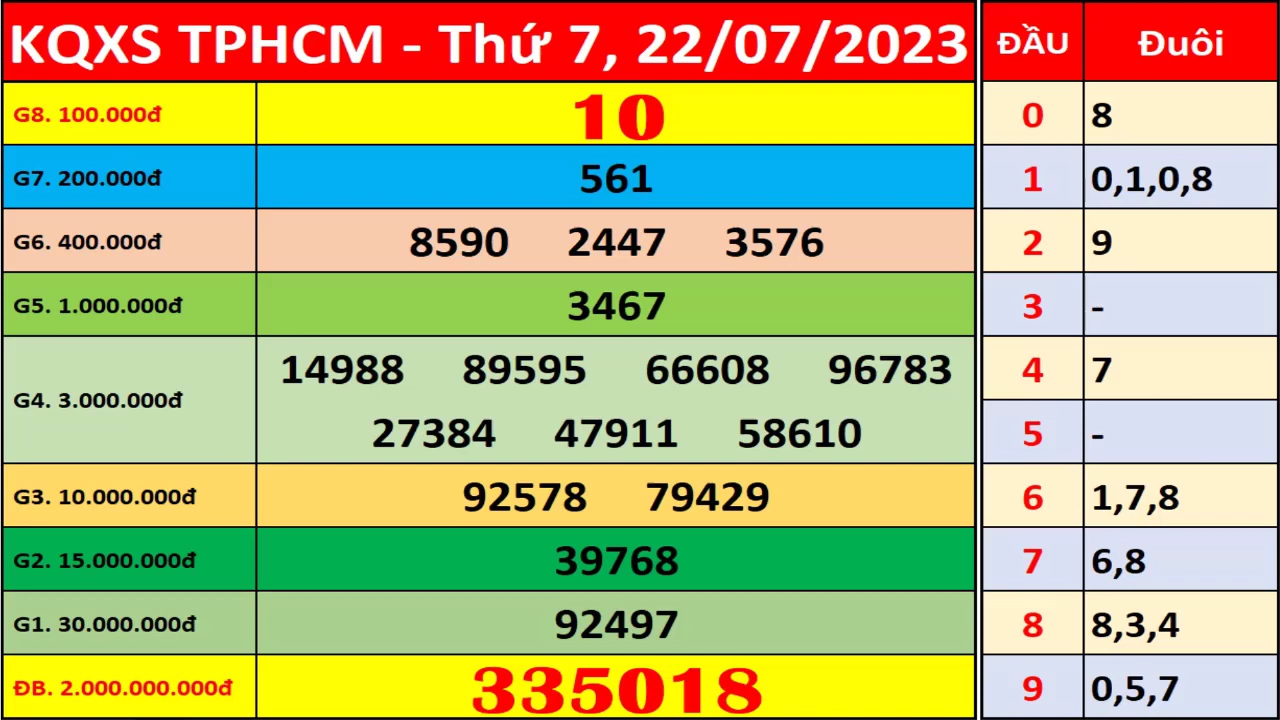 KQXS TPHCM - Thứ 7, 22/07/2023 ĐẦU Đuôi
G8. 100.000đ 10 0 8
G7. 200.000đ 561 1 0,1,0,8
G6. 400.000đ 8590 2447 3576 2 9
G5. 1.000.000đ 3467 3 -
14988 89595 66608 96783 4 7
G4. 3.000.000đ
27384 47911 58610 5 -
G3. 10.000.000đ 92578 79429 6 1,7,8
G2. 15.000.000đ 39768 7 6,8
G1. 30.000.000đ 92497 8 8,3,4
ĐB. 2.000.000.000đ 335018 9 0,5,7